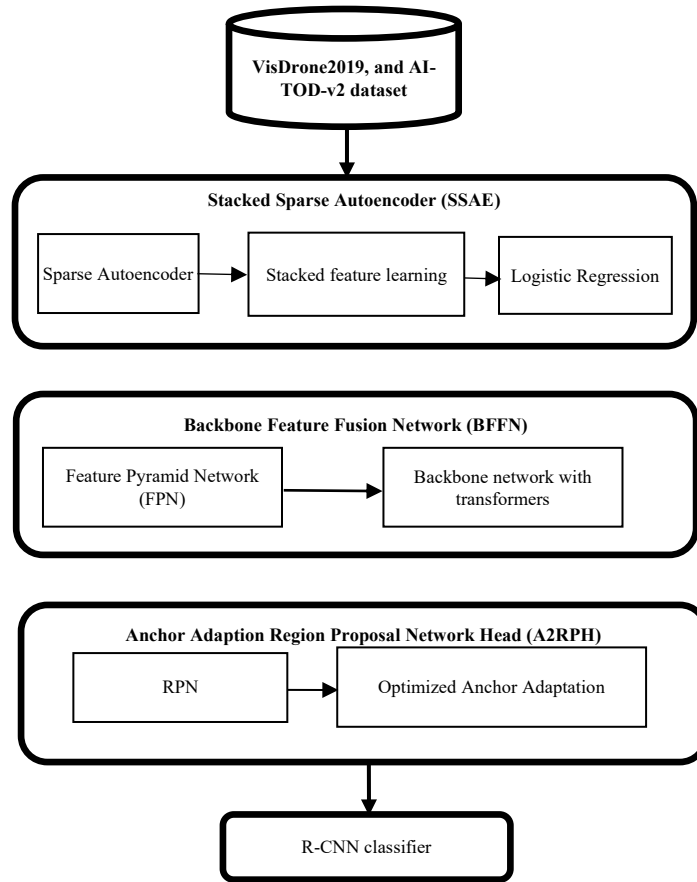 VisDrone2019, and AI-
TOD-v2 dataset
Stacked Sparse Autoencoder (SSAE)
Sparse Autoencoder
Stacked feature learning
Logistic Regression
Backbone Feature Fusion Network (BFFN)
Feature Pyramid Network
(FPN)
Backbone network with
transformers
Anchor Adaption Region Proposal Network Head (A2RPH)
RPN
Optimized Anchor Adaptation
R-CNN classifier